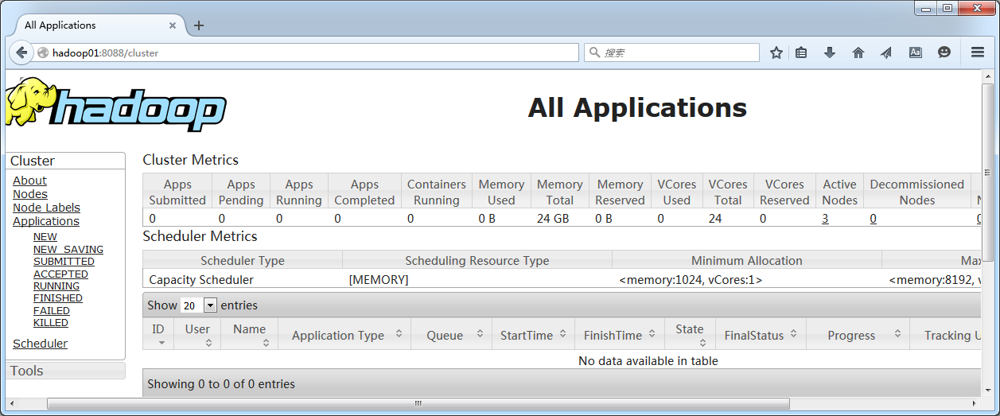 All Applications
hadoop01:8088/cluster
搜索
hadoop
All Applications
Cluster
About
Nodes
Node Labels
Applications
NEW
NEW_SAVING
SUBMITTED
ACCEPTED
RUNNING
FINISHED
FAILED
KILLED
Scheduler
Tools
Cluster Metrics
Apps Submitted Apps Pending Apps Running Apps Completed Containers Running Memory Used Memory Total Memory Reserved VCores Used VCores Total VCores Reserved Active Nodes Decommissioned Nodes
0 0 0 0 0 0 B 24 GB 0 B 0 24 0 3 0 0
Scheduler Metrics
Scheduler Type Scheduling Resource Type Minimum Allocation Max
Capacity Scheduler [MEMORY] <memory:1024, vCores:1> <memory:8192, v
Show 20 entries
ID User Name Application Type Queue StartTime FinishTime State FinalStatus Progress Tracking U
No data available in table
Showing 0 to 0 of 0 entries